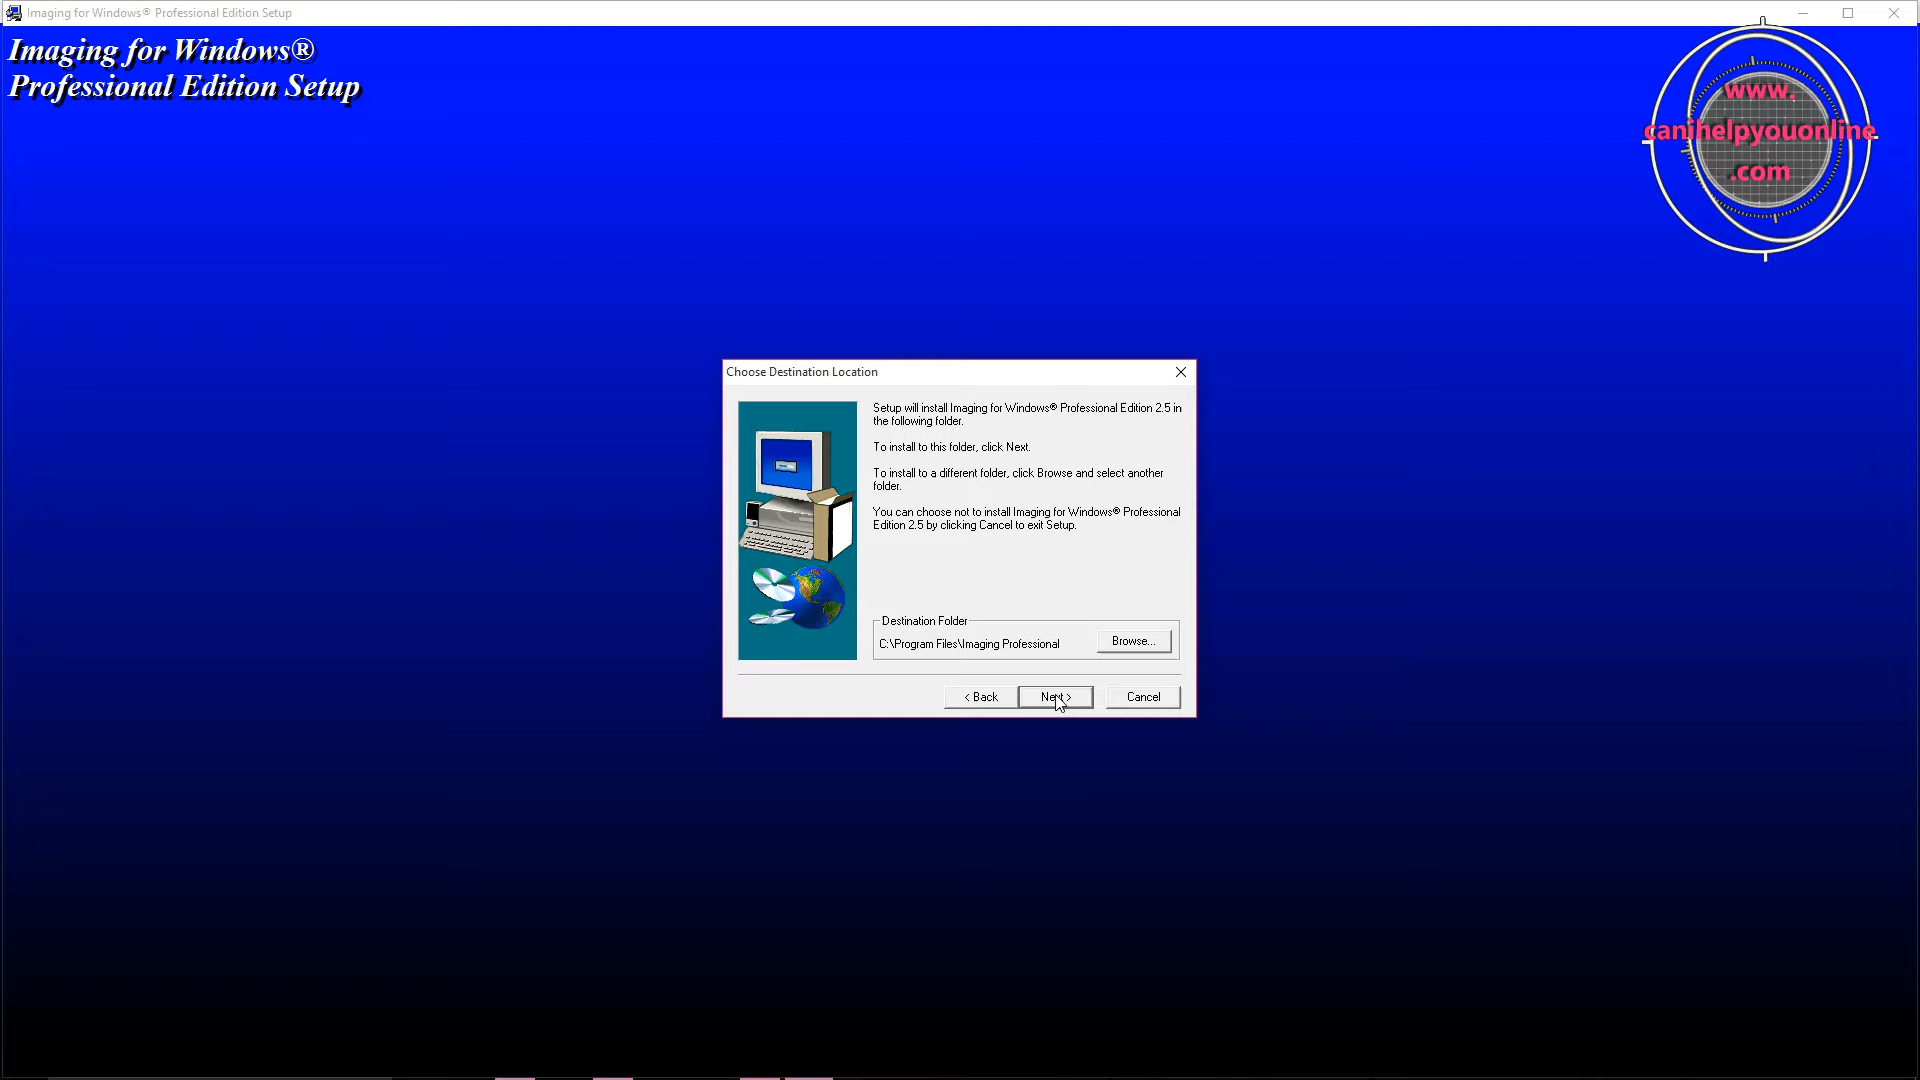 Imaging for Windows® Professional Edition Setup
Imaging for Windows®
Professional Edition Setup
www.
canihelpyouonline
.com
Choose Destination Location
Setup will install Imaging for Windows® Professional Edition 2.5 in
the following folder.
To install to this folder, click Next.
To install to a different folder, click Browse and select another
folder.
You can choose not to install Imaging for Windows® Professional
Edition 2.5 by clicking Cancel to exit Setup.
Destination Folder
C:\Program Files\Imaging Professional
Browse...
< Back
Next >
Cancel